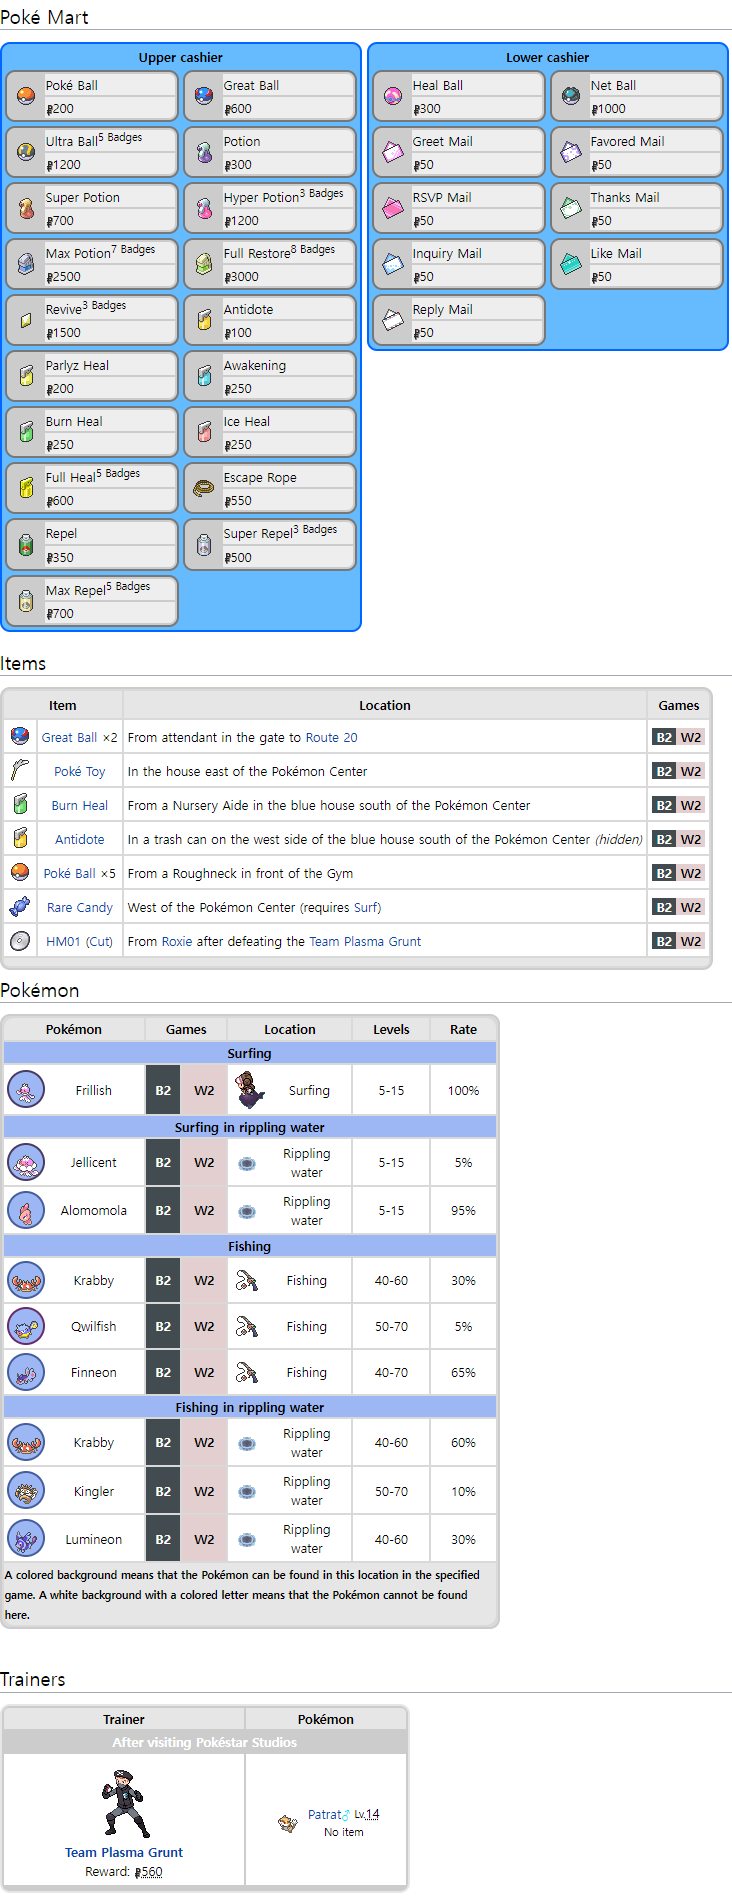 Poké Mart
Upper cashier
Poké Ball
₽200
Great Ball
₽600
Ultra Ball5 Badges
₽1200
Potion
₽300
Super Potion
₽700
Hyper Potion3 Badges
₽1200
Max Potion7 Badges
₽2500
Full Restore8 Badges
₽3000
Revive3 Badges
₽1500
Antidote
₽100
Parlyz Heal
₽200
Awakening
₽250
Burn Heal
₽250
Ice Heal
₽250
Full Heal5 Badges
₽600
Escape Rope
₽550
Repel
₽350
Super Repel3 Badges
₽500
Max Repel5 Badges
₽700
Lower cashier
Heal Ball
₽300
Net Ball
₽1000
Greet Mail
₽50
Favored Mail
₽50
RSVP Mail
₽50
Thanks Mail
₽50
Inquiry Mail
₽50
Like Mail
₽50
Reply Mail
₽50
Items
Item Location Games
Great Ball ×2 From attendant in the gate to Route 20 B2 W2
Poké Toy In the house east of the Pokémon Center B2 W2
Burn Heal From a Nursery Aide in the blue house south of the Pokémon Center B2 W2
Antidote In a trash can on the west side of the blue house south of the Pokémon Center (hidden) B2 W2
Poké Ball ×5 From a Roughneck in front of the Gym B2 W2
Rare Candy West of the Pokémon Center (requires Surf) B2 W2
HM01 (Cut) From Roxie after defeating the Team Plasma Grunt B2 W2
Pokémon
Pokémon Games Location Levels Rate
Surfing
Frillish B2 W2 Surfing 5-15 100%
Surfing in rippling water
Jellicent B2 W2 Rippling water 5-15 5%
Alomomola B2 W2 Rippling water 5-15 95%
Fishing
Krabby B2 W2 Fishing 40-60 30%
Qwilfish B2 W2 Fishing 50-70 5%
Finneon B2 W2 Fishing 40-70 65%
Fishing in rippling water
Krabby B2 W2 Rippling water 40-60 60%
Kingler B2 W2 Rippling water 50-70 10%
Lumineon B2 W2 Rippling water 40-60 30%
A colored background means that the Pokémon can be found in this location in the specified
game. A white background with a colored letter means that the Pokémon cannot be found
here.
Trainers
Trainer Pokémon
After visiting Pokéstar Studios
Team Plasma Grunt
Reward: ₽560
Patrat♂ Lv.14
No item